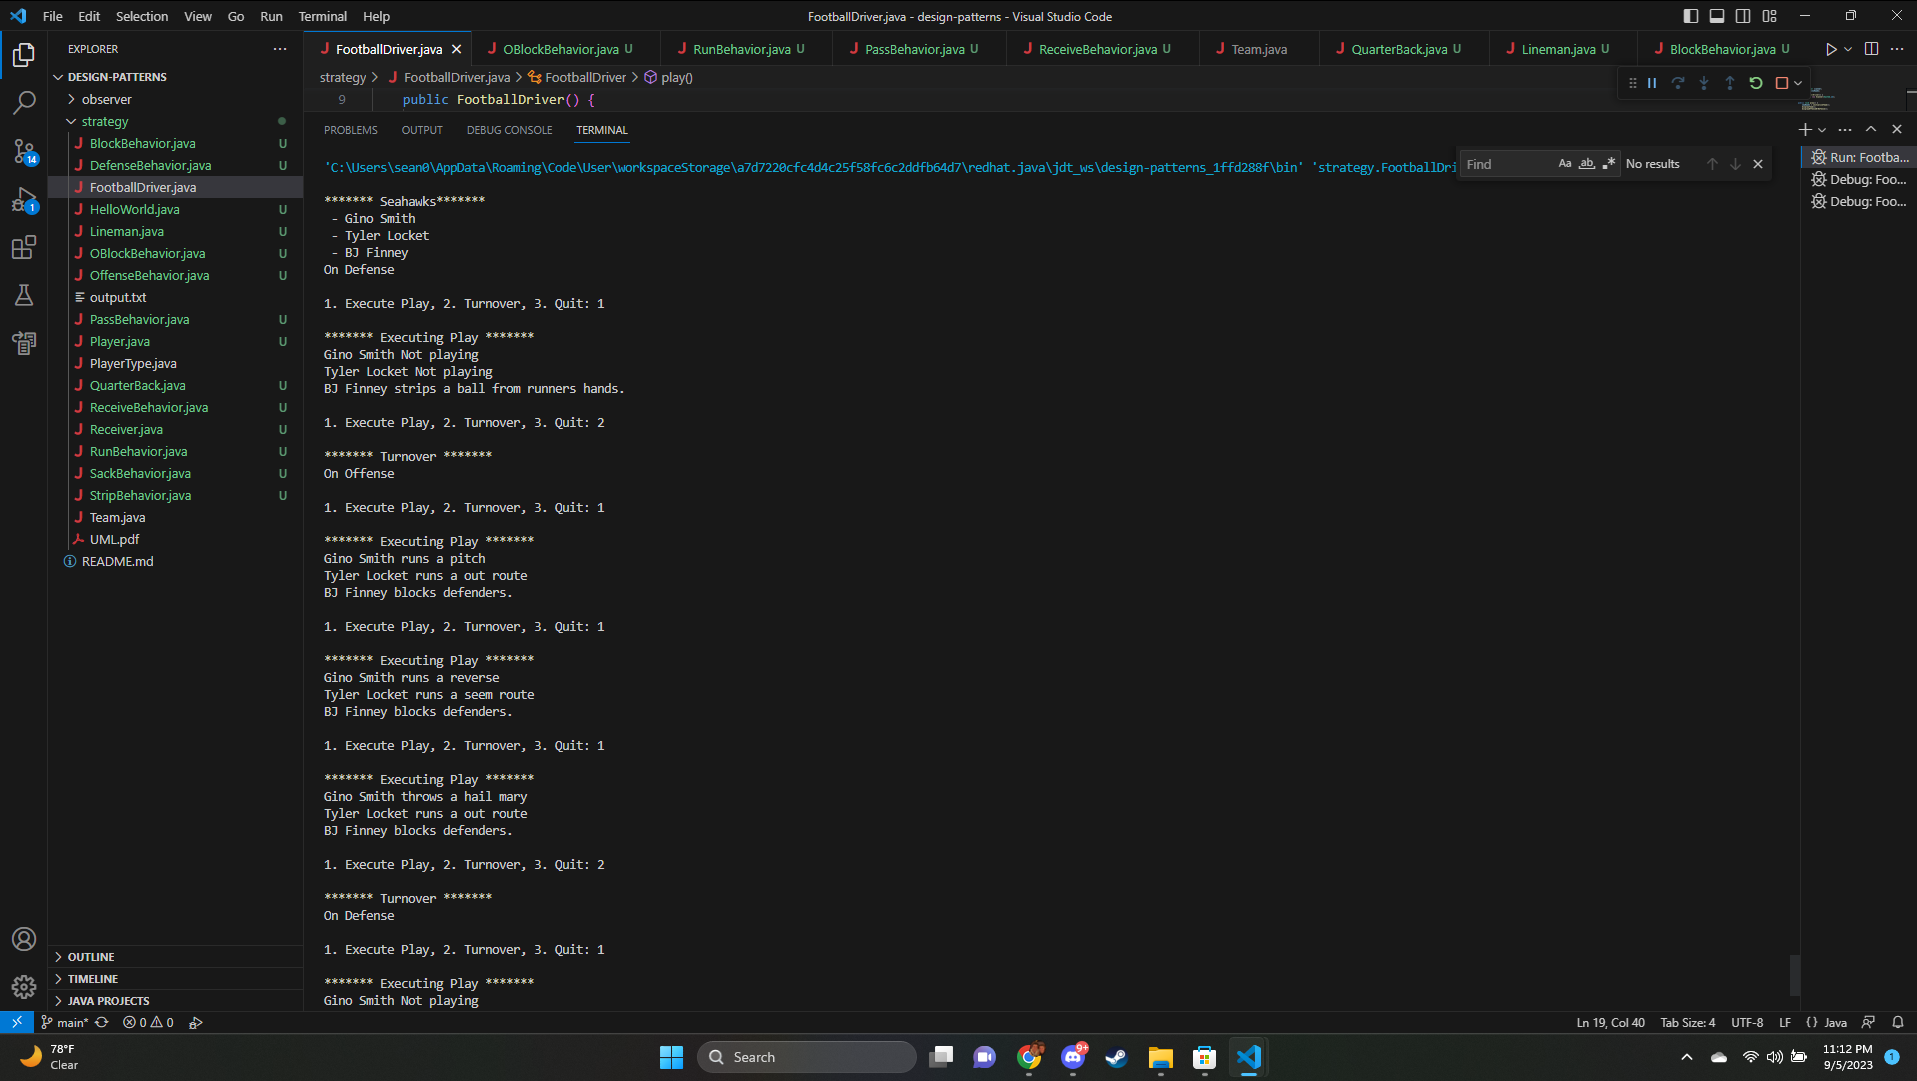 File Edit Selection View Go Run Terminal Help
FootballDriver.java - design-patterns - Visual Studio Code
EXPLORER
DESIGN-PATTERNS
observer
strategy
BlockBehavior.java U
DefenseBehavior.java U
FootballDriver.java
HelloWorld.java U
Lineman.java U
OBlockBehavior.java U
OffenseBehavior.java U
output.txt
PassBehavior.java U
Player.java U
PlayerType.java
QuarterBack.java U
ReceiveBehavior.java U
Receiver.java U
RunBehavior.java U
SackBehavior.java U
StripBehavior.java U
Team.java
UML.pdf
README.md
OUTLINE
TIMELINE
JAVA PROJECTS
14
1
FootballDriver.java OBlockBehavior.java U RunBehavior.java U PassBehavior.java U ReceiveBehavior.java U Team.java QuarterBack.java U Lineman.java U BlockBehavior.java U
strategy > FootballDriver.java > FootballDriver > play()
9 public FootballDriver() {
PROBLEMS OUTPUT DEBUG CONSOLE TERMINAL
'C:\Users\sean0\AppData\Roaming\Code\User\workspaceStorage\a7d7220cfc4d4c25f58fc6c2ddfb64d7\redhat.java\jdt_ws\design-patterns_1ffd288f\bin' 'strategy.FootballDri
Find Aa ab .* No results
Run: Footba...
Debug: Foo...
Debug: Foo...
******* Seahawks*******
- Gino Smith
- Tyler Locket
- BJ Finney
On Defense
1. Execute Play, 2. Turnover, 3. Quit: 1
******* Executing Play *******
Gino Smith Not playing
Tyler Locket Not playing
BJ Finney strips a ball from runners hands.
1. Execute Play, 2. Turnover, 3. Quit: 2
******* Turnover *******
On Offense
1. Execute Play, 2. Turnover, 3. Quit: 1
******* Executing Play *******
Gino Smith runs a pitch
Tyler Locket runs a out route
BJ Finney blocks defenders.
1. Execute Play, 2. Turnover, 3. Quit: 1
******* Executing Play *******
Gino Smith runs a reverse
Tyler Locket runs a seem route
BJ Finney blocks defenders.
1. Execute Play, 2. Turnover, 3. Quit: 1
******* Executing Play *******
Gino Smith throws a hail mary
Tyler Locket runs a out route
BJ Finney blocks defenders.
1. Execute Play, 2. Turnover, 3. Quit: 2
******* Turnover *******
On Defense
1. Execute Play, 2. Turnover, 3. Quit: 1
******* Executing Play *******
Gino Smith Not playing
main* 0 0
Ln 19, Col 40 Tab Size: 4 UTF-8 LF {} Java
78°F
Clear
Search
9+
11:12 PM
9/5/2023
1